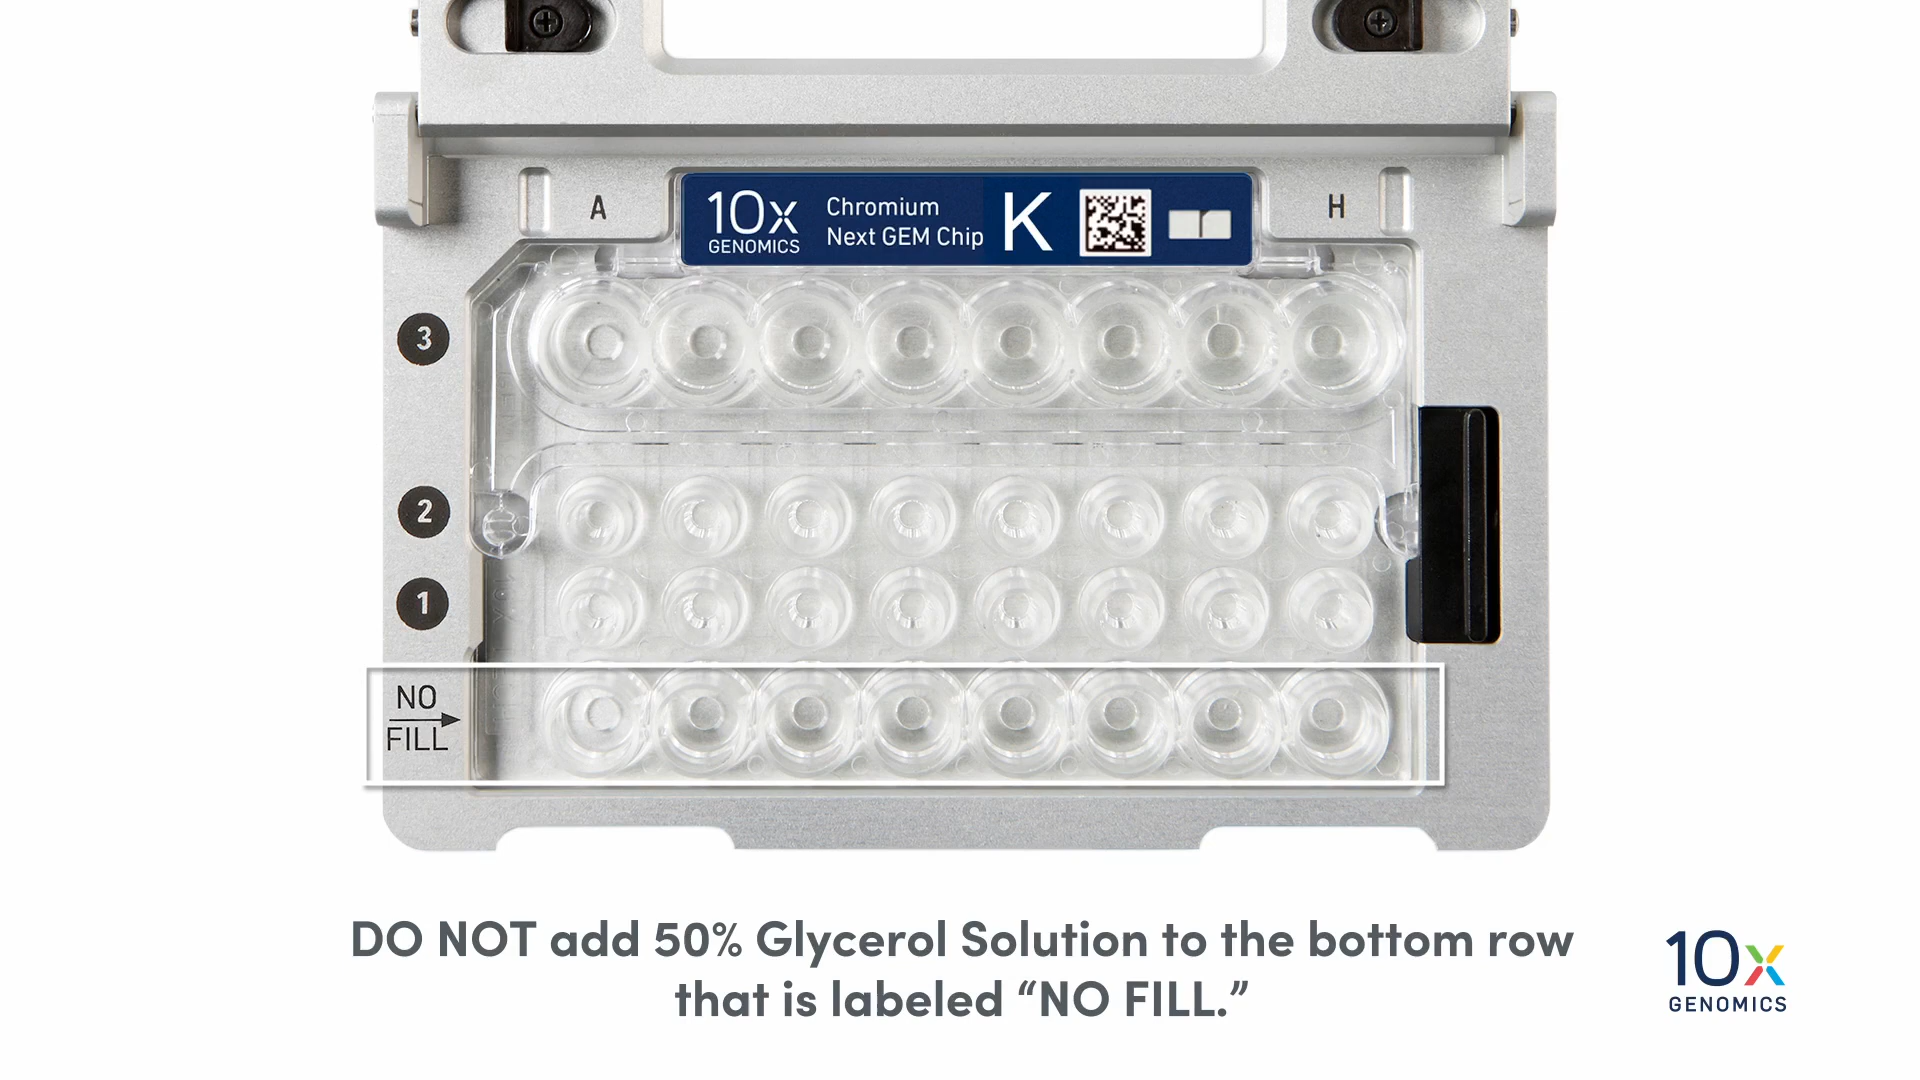 A
10x
GENOMICS
Chromium
Next GEM Chip
K
H
3
2
1
NO
FILL
DO NOT add 50% Glycerol Solution to the bottom row
that is labeled “NO FILL.”
10x
GENOMICS